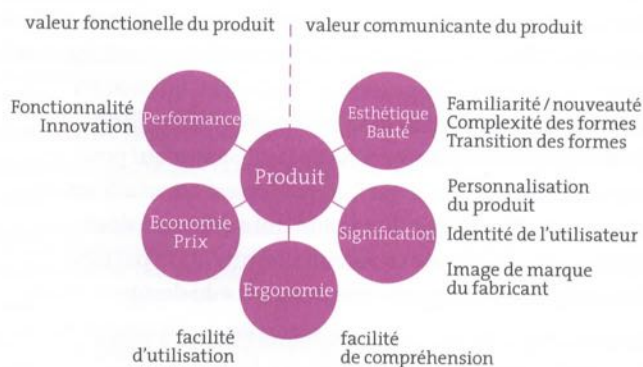 valeur fonctionelle du produit
valeur communicante du produit
Fonctionnalité
Innovation
Performance
Esthétique
Bauté
Familiarité / nouveauté
Complexité des formes
Transition des formes
Produit
Economie
Prix
Signification
Personnalisation
du produit
Identité de l'utilisateur
Image de marque
du fabricant
Ergonomie
facilité
d'utilisation
facilité
de compréhension